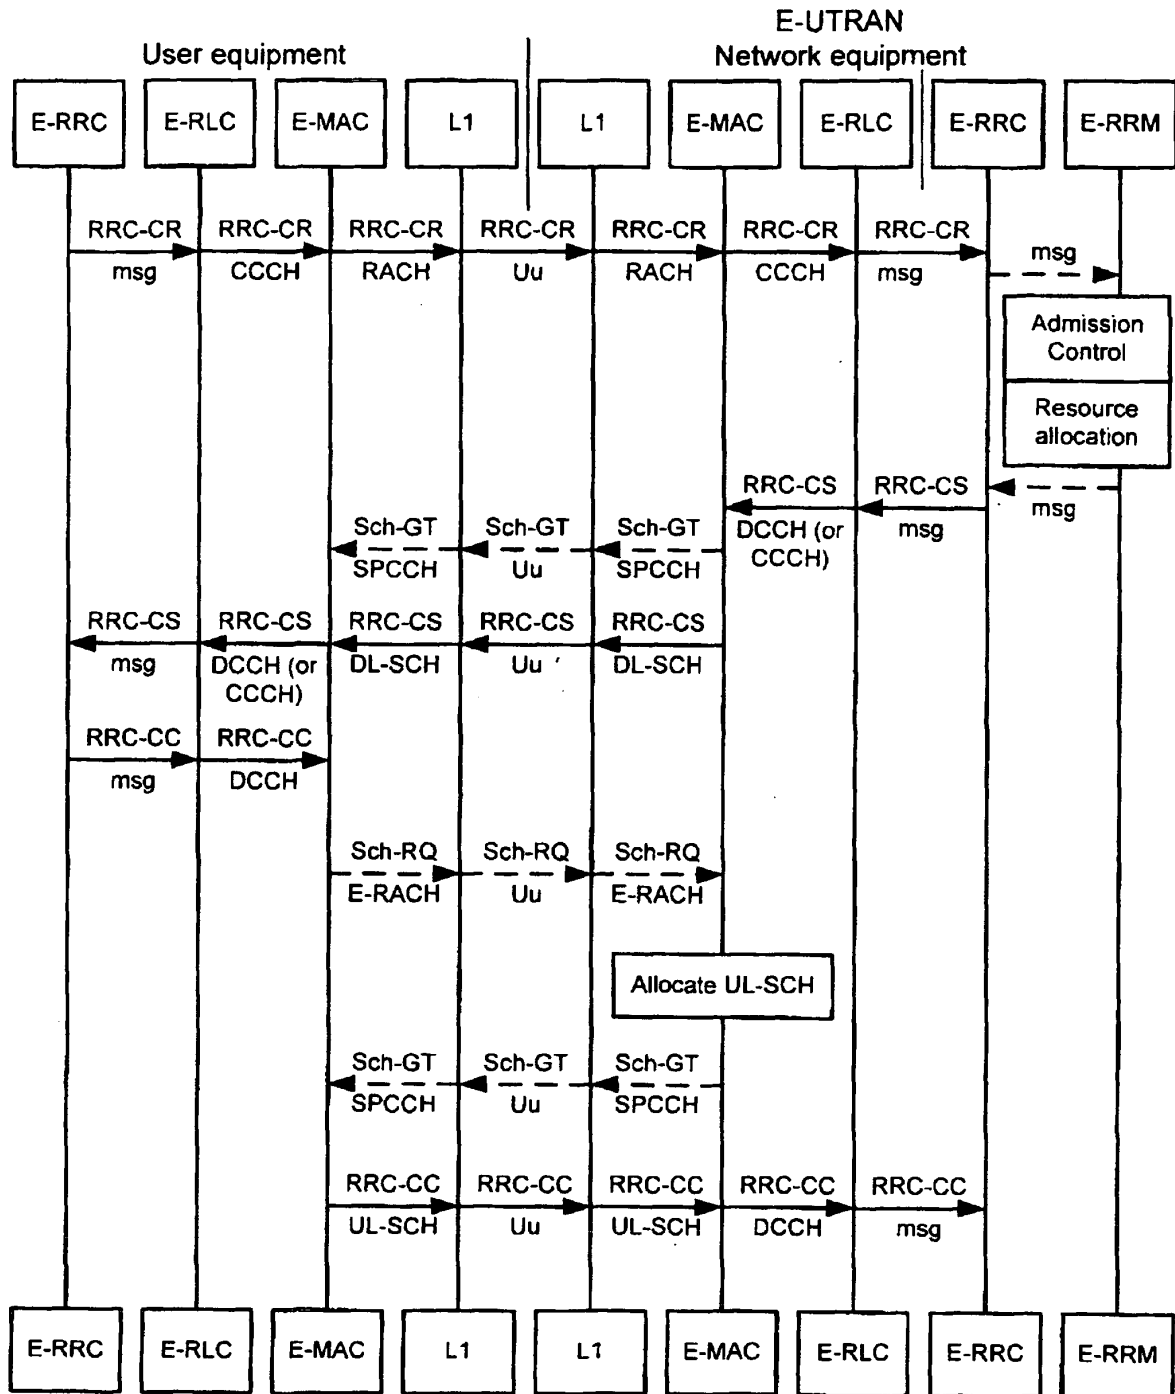 E-UTRAN
User equipment
Network equipment
E-RRC E-RLC E-MAC L1 L1 E-MAC E-RLC E-RRC E-RRM
RRC-CR RRC-CR RRC-CR RRC-CR RRC-CR RRC-CR RRC-CR
msg CCCH RACH Uu RACH CCCH msg
msg
Admission
Control
Resource
allocation
RRC-CS RRC-CS
DCCH (or
CCCH)
msg
msg
Sch-GT Sch-GT Sch-GT
SPCCH Uu SPCCH
RRC-CS RRC-CS RRC-CS RRC-CS RRC-CS
msg
DCCH (or
CCCH)
DL-SCH Uu DL-SCH
RRC-CC RRC-CC
msg DCCH
Sch-RQ Sch-RQ Sch-RQ
E-RACH Uu E-RACH
Allocate UL-SCH
Sch-GT Sch-GT Sch-GT
SPCCH Uu SPCCH
RRC-CC RRC-CC RRC-CC RRC-CC RRC-CC
UL-SCH Uu UL-SCH DCCH msg
E-RRC E-RLC E-MAC L1 L1 E-MAC E-RLC E-RRC E-RRM